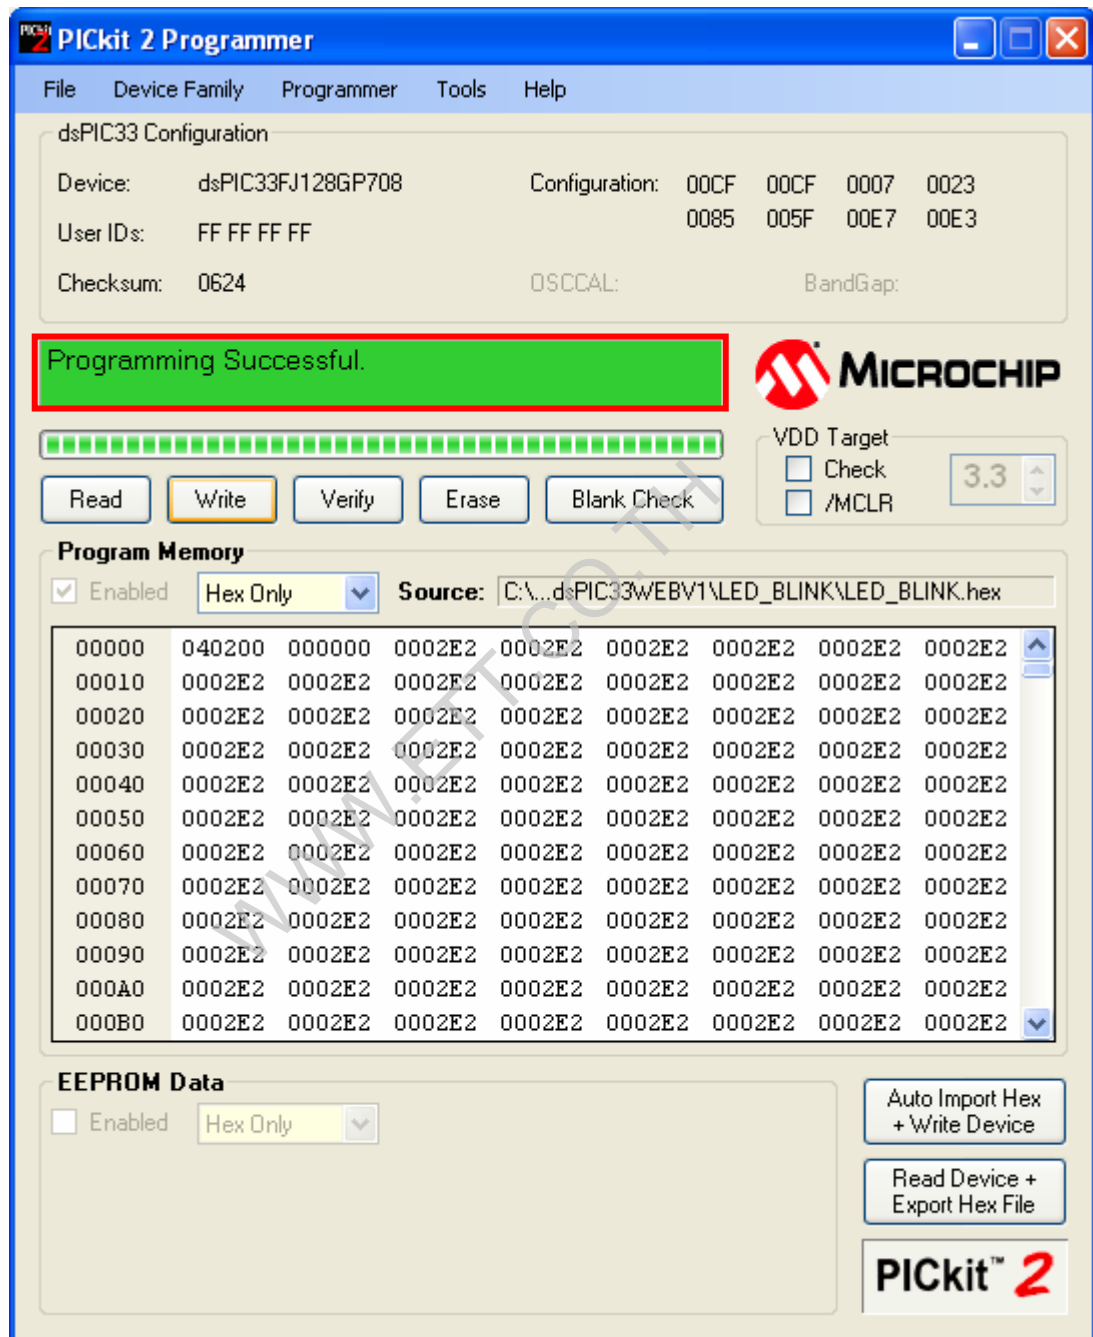 PICkit 2 PICkit 2 Programmer
File Device Family Programmer Tools Help
dsPIC33 Configuration
Device: dsPIC33FJ128GP708 Configuration: 00CF 00CF 0007 0023
0085 005F 00E7 00E3
User IDs: FF FF FF FF
Checksum: 0624 OSCCAL: BandGap:
Programming Successful.
MICROCHIP
VDD Target
Check
3.3
/MCLR
Read Write Verify Erase Blank Check
Program Memory
Enabled Hex Only Source: C:\...dsPIC33WEBV1\LED_BLINK\LED_BLINK.hex
00000 040200 000000 0002E2 0002E2 0002E2 0002E2 0002E2 0002E2
00010 0002E2 0002E2 0002E2 0002E2 0002E2 0002E2 0002E2 0002E2
00020 0002E2 0002E2 0002E2 0002E2 0002E2 0002E2 0002E2 0002E2
00030 0002E2 0002E2 0002E2 0002E2 0002E2 0002E2 0002E2 0002E2
00040 0002E2 0002E2 0002E2 0002E2 0002E2 0002E2 0002E2 0002E2
00050 0002E2 0002E2 0002E2 0002E2 0002E2 0002E2 0002E2 0002E2
00060 0002E2 0002E2 0002E2 0002E2 0002E2 0002E2 0002E2 0002E2
00070 0002E2 0002E2 0002E2 0002E2 0002E2 0002E2 0002E2 0002E2
00080 0002E2 0002E2 0002E2 0002E2 0002E2 0002E2 0002E2 0002E2
00090 0002E2 0002E2 0002E2 0002E2 0002E2 0002E2 0002E2 0002E2
000A0 0002E2 0002E2 0002E2 0002E2 0002E2 0002E2 0002E2 0002E2
000B0 0002E2 0002E2 0002E2 0002E2 0002E2 0002E2 0002E2 0002E2
WWW.ETT.CO.TH
EEPROM Data
Enabled Hex Only
Auto Import Hex
+ Write Device
Read Device +
Export Hex File
PICkit™ 2